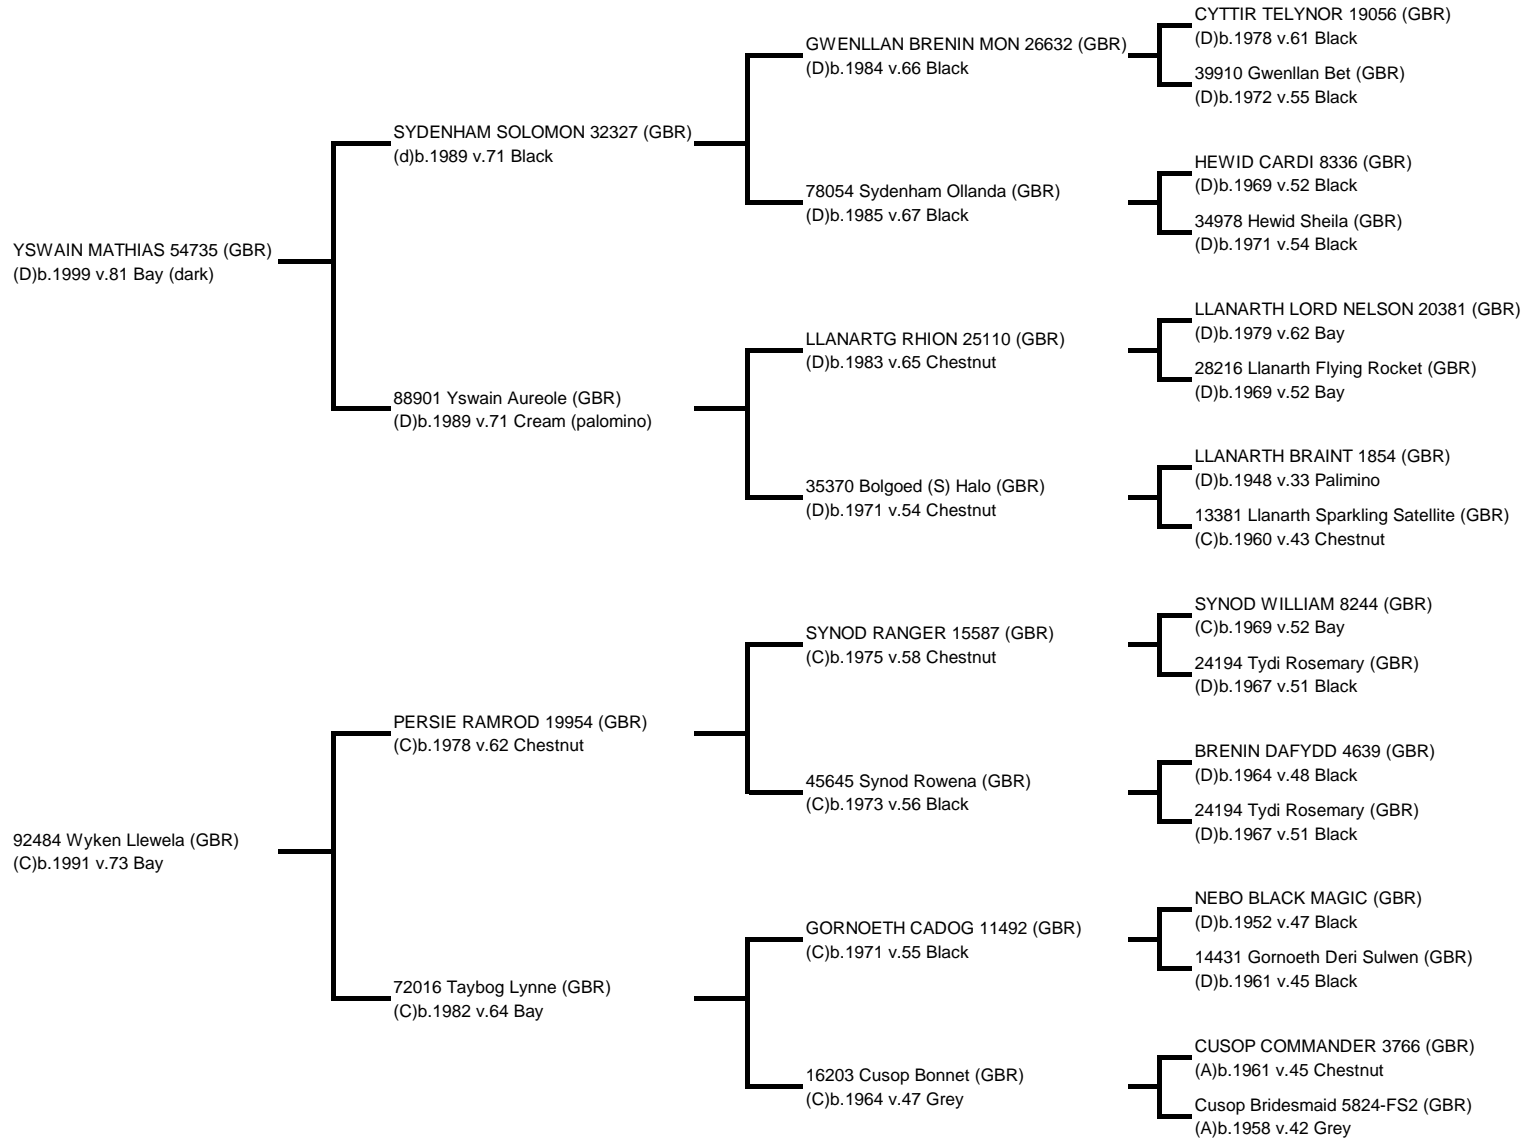 CYTTIR TELYNOR 19056 (GBR)
(D)b.1978 v.61 Black
GWENLLAN BRENIN MON 26632 (GBR)
(D)b.1984 v.66 Black
39910 Gwenllan Bet (GBR)
(D)b.1972 v.55 Black
SYDENHAM SOLOMON 32327 (GBR)
(d)b.1989 v.71 Black
HEWID CARDI 8336 (GBR)
(D)b.1969 v.52 Black
78054 Sydenham Ollanda (GBR)
(D)b.1985 v.67 Black
34978 Hewid Sheila (GBR)
(D)b.1971 v.54 Black
YSWAIN MATHIAS 54735 (GBR)
(D)b.1999 v.81 Bay (dark)
LLANARTH LORD NELSON 20381 (GBR)
(D)b.1979 v.62 Bay
LLANARTG RHION 25110 (GBR)
(D)b.1983 v.65 Chestnut
28216 Llanarth Flying Rocket (GBR)
(D)b.1969 v.52 Bay
88901 Yswain Aureole (GBR)
(D)b.1989 v.71 Cream (palomino)
LLANARTH BRAINT 1854 (GBR)
(D)b.1948 v.33 Palimino
35370 Bolgoed (S) Halo (GBR)
(D)b.1971 v.54 Chestnut
13381 Llanarth Sparkling Satellite (GBR)
(C)b.1960 v.43 Chestnut
SYNOD WILLIAM 8244 (GBR)
(C)b.1969 v.52 Bay
SYNOD RANGER 15587 (GBR)
(C)b.1975 v.58 Chestnut
24194 Tydi Rosemary (GBR)
(D)b.1967 v.51 Black
PERSIE RAMROD 19954 (GBR)
(C)b.1978 v.62 Chestnut
BRENIN DAFYDD 4639 (GBR)
(D)b.1964 v.48 Black
45645 Synod Rowena (GBR)
(C)b.1973 v.56 Black
24194 Tydi Rosemary (GBR)
(D)b.1967 v.51 Black
92484 Wyken Llewela (GBR)
(C)b.1991 v.73 Bay
NEBO BLACK MAGIC (GBR)
(D)b.1952 v.47 Black
GORNOETH CADOG 11492 (GBR)
(C)b.1971 v.55 Black
14431 Gornoeth Deri Sulwen (GBR)
(D)b.1961 v.45 Black
72016 Taybog Lynne (GBR)
(C)b.1982 v.64 Bay
CUSOP COMMANDER 3766 (GBR)
(A)b.1961 v.45 Chestnut
16203 Cusop Bonnet (GBR)
(C)b.1964 v.47 Grey
Cusop Bridesmaid 5824-FS2 (GBR)
(A)b.1958 v.42 Grey